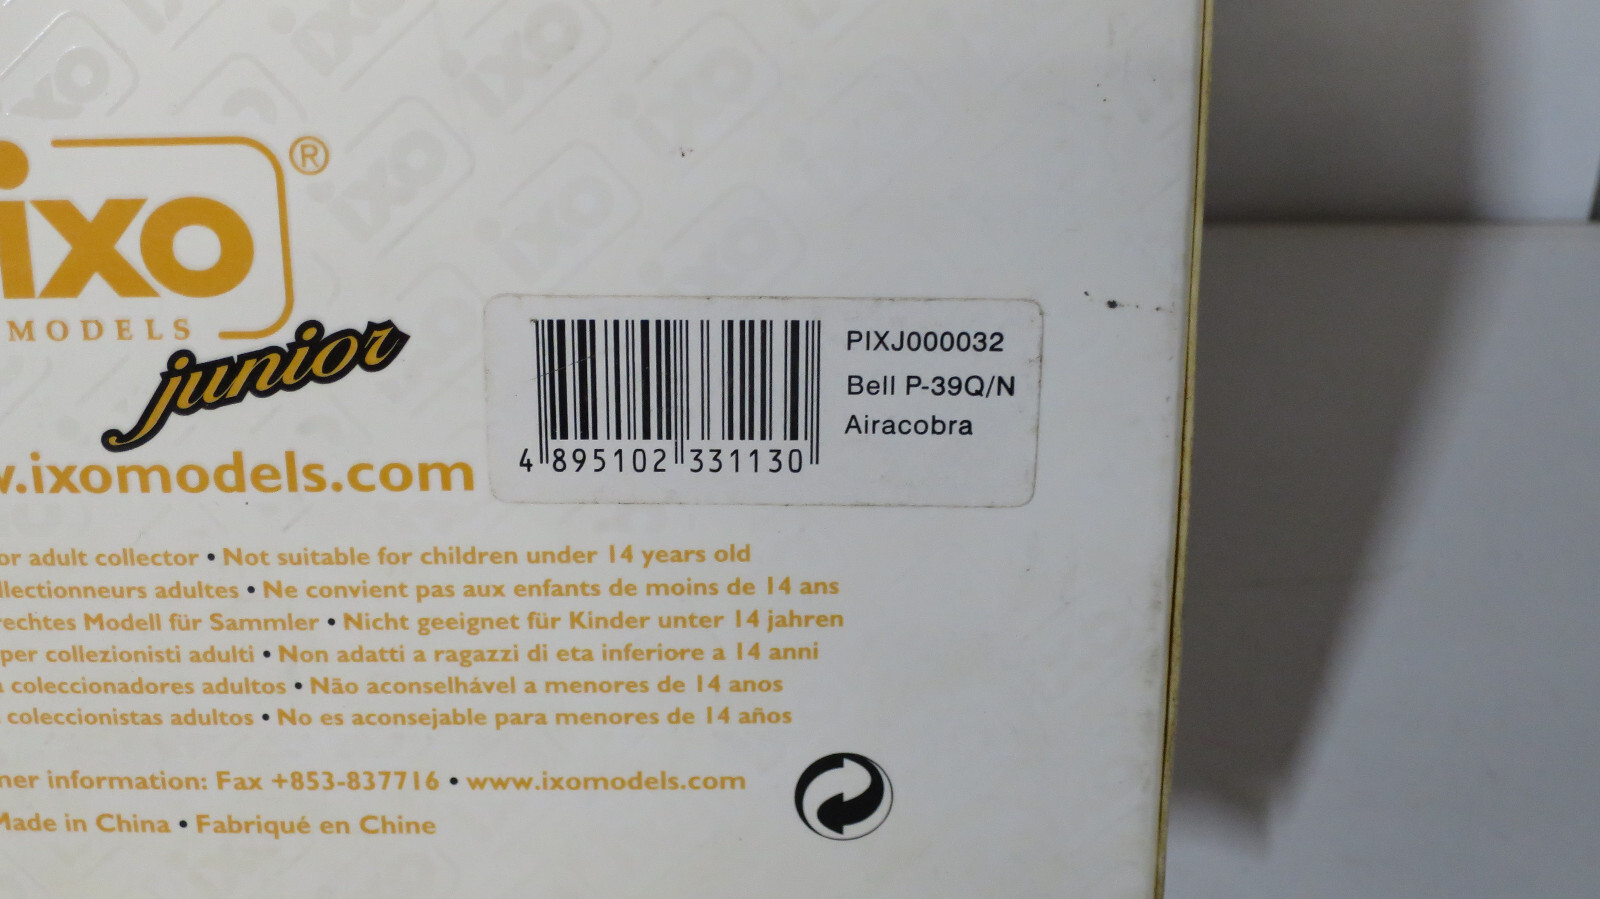 ixo ®
MODELS
junior
.ixomodels.com
PIXJ000032
Bell P-39Q/N
Airacobra
4 895102 331130
adult collector • Not suitable for children under 14 years old
adultes • Ne convient pas aux enfants de moins de 14 ans
Modell für Sammler • Nicht geeignet für Kinder unter 14 jahren
per collezionisti adulti • Non adatti a ragazzi di eta inferiore a 14 anni
coleccionadores adultos • Não aconselhável a menores de 14 anos
coleccionistas adultos • No es aconsejable para menores de 14 años
information: Fax +853-837716 • www.ixomodels.com
Made in China • Fabriqué en Chine